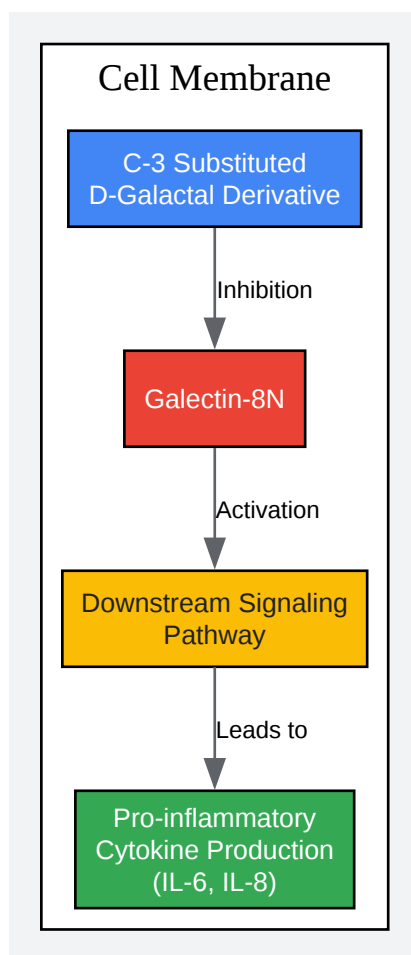 Cell Membrane
C-3 Substituted
D-Galactal Derivative
Inhibition
Galectin-8N
Activation
Downstream Signaling
Pathway
Leads to
Pro-inflammatory
Cytokine Production
(IL-6, IL-8)